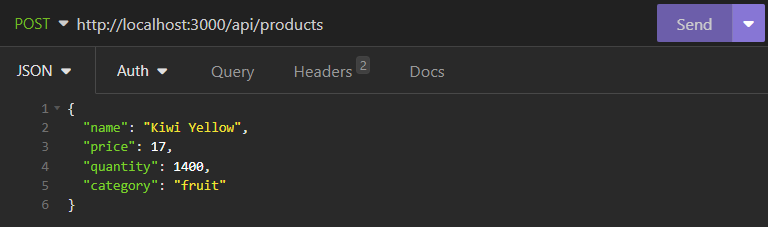 POST http://localhost:3000/api/products Send
JSON Auth Query Headers 2 Docs
1 {
2 "name": "Kiwi Yellow",
3 "price": 17,
4 "quantity": 1400,
5 "category": "fruit"
6 }